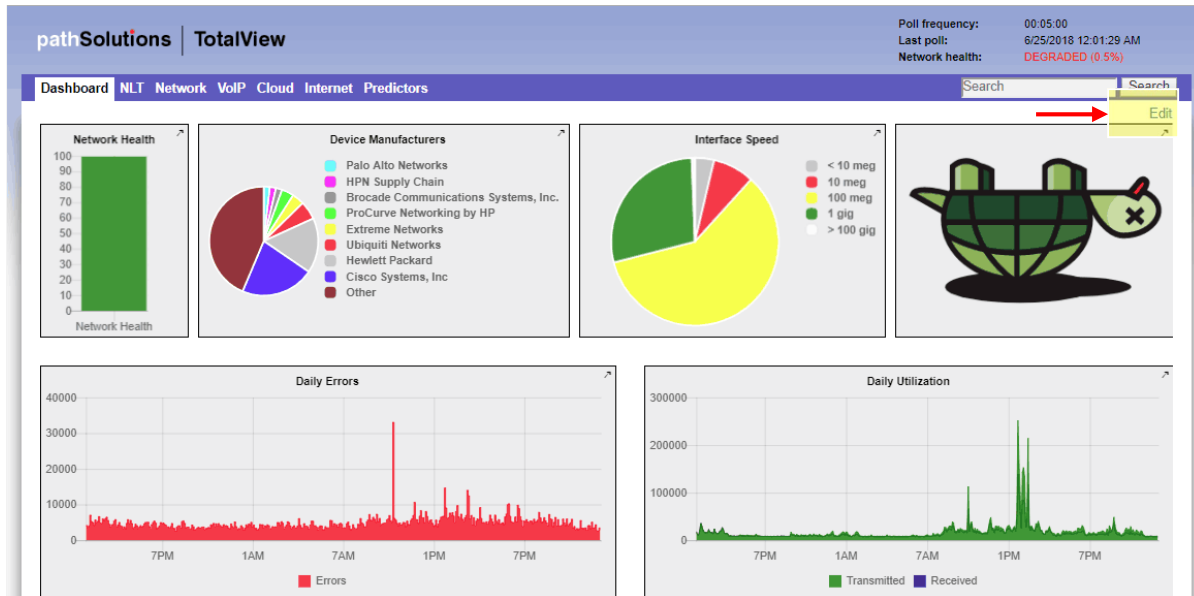 Poll frequency: 00:05:00
pathSolutions TotalView
Last poll: 6/25/2018 12:01:29 AM
Network health: DEGRADED (0.5%)
Dashboard NLT Network VoIP Cloud Internet Predictors Search Search
Edit
Network Health
100
90
80
70
60
50
40
30
20
10
0
Network Health
Device Manufacturers
Palo Alto Networks
HPN Supply Chain
Brocade Communications Systems, Inc.
ProCurve Networking by HP
Extreme Networks
Ubiquiti Networks
Hewlett Packard
Cisco Systems, Inc
Other
Interface Speed
< 10 meg
10 meg
100 meg
1 gig
> 100 gig
Daily Errors
40000
30000
20000
10000
0
7PM 1AM 7AM 1PM 7PM
Errors
Daily Utilization
300000
200000
100000
0
7PM 1AM 7AM 1PM 7PM
Transmitted Received